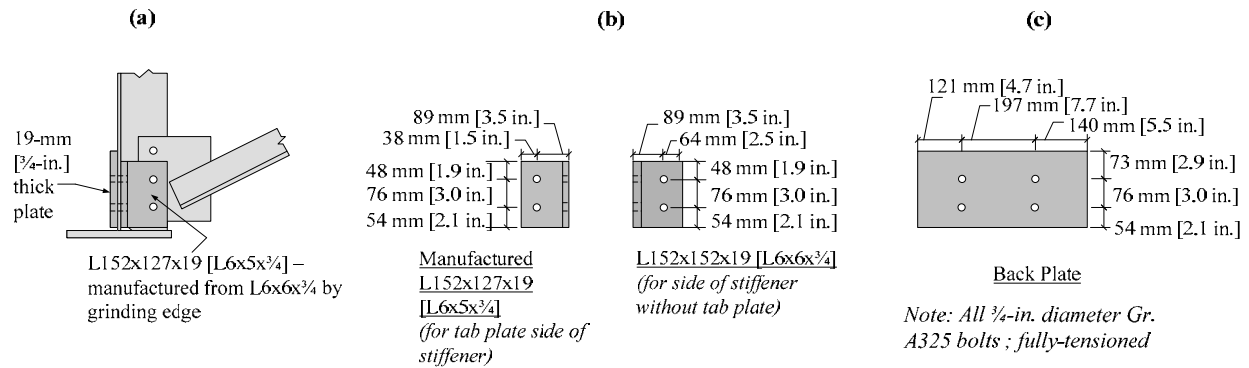 (a)
(b)
(c)
19-mm
[¾-in.]
thick
plate
L152x127x19 [L6x5x¾] –
manufactured from L6x6x¾ by
grinding edge
89 mm [3.5 in.]
38 mm [1.5 in.]
48 mm [1.9 in.]
76 mm [3.0 in.]
54 mm [2.1 in.]
Manufactured
L152x127x19
[L6x5x¾]
(for tab plate side of
stiffener)
89 mm [3.5 in.]
64 mm [2.5 in.]
48 mm [1.9 in.]
76 mm [3.0 in.]
54 mm [2.1 in.]
L152x152x19 [L6x6x¾]
(for side of stiffener
without tab plate)
121 mm [4.7 in.]
197 mm [7.7 in.]
140 mm [5.5 in.]
73 mm [2.9 in.]
76 mm [3.0 in.]
54 mm [2.1 in.]
Back Plate
Note: All ¾-in. diameter Gr.
A325 bolts ; fully-tensioned